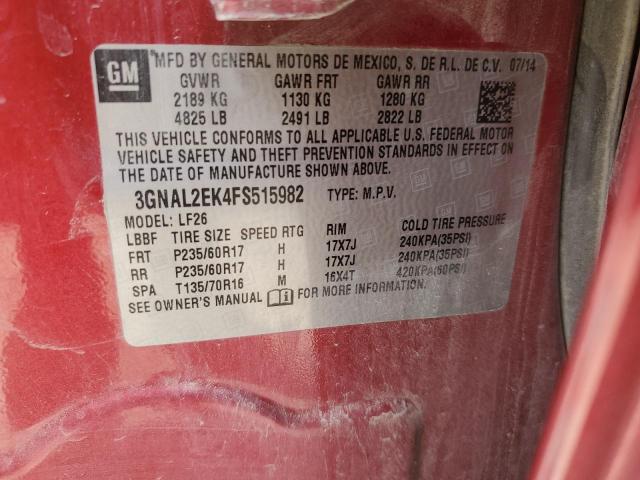 GM
*MFD BY GENERAL MOTORS DE MEXICO, S. DE R.L. DE C.V. 07/14
GVWR GAWR FRT GAWR RR
2189 KG 1130 KG 1280 KG
4825 LB 2491 LB 2822 LB
THIS VEHICLE CONFORMS TO ALL APPLICABLE U.S. FEDERAL MOTOR
VEHICLE SAFETY AND THEFT PREVENTION STANDARDS IN EFFECT ON
THE DATE OF MANUFACTURE SHOWN ABOVE.
3GNAL2EK4FS515982 TYPE: M.P.V.
MODEL: LF26
LBBF TIRE SIZE SPEED RTG RIM COLD TIRE PRESSURE
FRT P235/60R17 H 17X7J 240KPA(35PSI)
RR P235/60R17 H 17X7J 240KPA(35PSI)
SPA T135/70R16 M 16X4T 420KPA(60PSI)
SEE OWNER'S MANUAL FOR MORE INFORMATION.